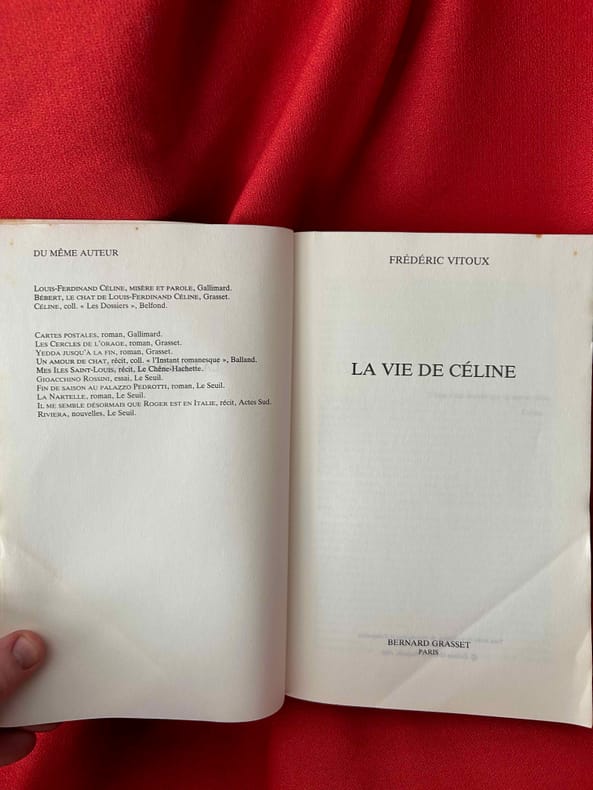 DU MÊME AUTEUR
LOUIS-FERDINAND CÉLINE, MISÈRE ET PAROLE, Gallimard.
BÉBERT, LE CHAT DE LOUIS-FERDINAND CÉLINE, Grasset.
CÉLINE, coll. « Les Dossiers », Belfond.
CARTES POSTALES, roman, Gallimard.
LES CERCLES DE L'ORAGE, roman, Grasset.
YEDDA JUSQU'À LA FIN, roman, Grasset.
UN AMOUR DE CHAT, récit, coll. « l'Instant romanesque », Balland.
MES ILES SAINT-LOUIS, récit, Le Chêne-Hachette.
GIOACCHINO ROSSINI, essai, Le Seuil.
FIN DE SAISON AU PALAZZO PEDROTTI, roman, Le Seuil.
LA NARTELLE, roman, Le Seuil.
IL ME SEMBLE DÉSORMAIS QUE ROGER EST EN ITALIE, récit, Actes Sud.
RIVIERA, nouvelles, Le Seuil.
FRÉDÉRIC VITOUX
LA VIE DE CÉLINE
BERNARD GRASSET
PARIS